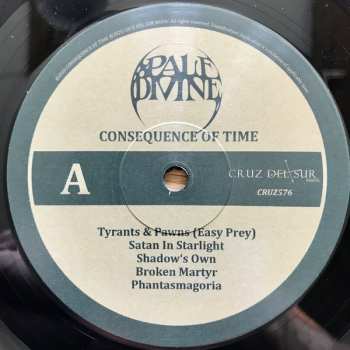 PALE DIVINE
CONSEQUENCE OF TIME
A
CRUZ DEL SUR
MUSIC
CRUZ576
Tyrants & Pawns (Easy Prey)
Satan In Starlight
Shadow's Own
Broken Martyr
Phantasmagoria